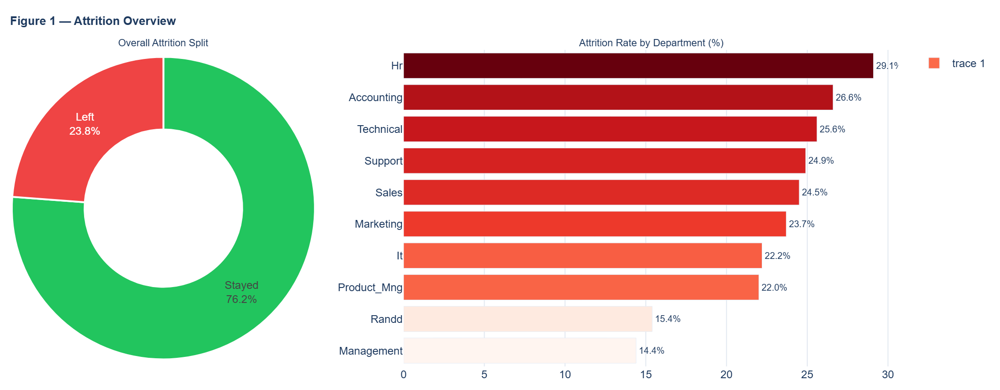 Figure 1 — Attrition Overview
Overall Attrition Split
Left
23.8%
Stayed
76.2%
Attrition Rate by Department (%)
Hr 29.1%
Accounting 26.6%
Technical 25.6%
Support 24.9%
Sales 24.5%
Marketing 23.7%
It 22.2%
Product_Mng 22.0%
Randd 15.4%
Management 14.4%
0 5 10 15 20 25 30
trace 1